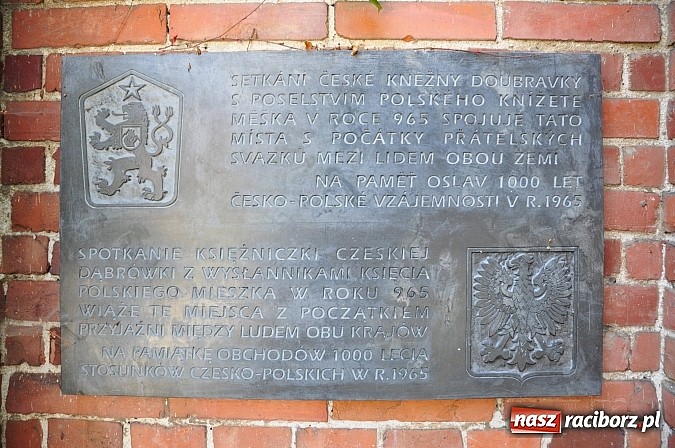 SETKÁNÍ ČESKÉ KNĚŽNY DOUBRAVKY
S POSELSTVÍM POLSKÉHO KNÍŽETE
MĚŠKA V ROCE 965 SPOJUJE TATO
MÍSTA S POČÁTKY PŘÁTELSKÝCH
SVAZKŮ MEZI LIDEM OBOU ZEMÍ
NA PAMĚŤ OSLAV 1000 LET
ČESKO-POLSKÉ VZÁJEMNOSTI V R. 1965
SPOTKANIE KSIĘŻNICZKI CZESKIEJ
DĄBRÓWKI Z WYSŁANNIKAMI KSIĘCIA
POLSKIEGO MIESZKA W ROKU 965
WIĄŻE TE MIEJSCA Z POCZĄTKIEM
PRZYJAŹNI MIĘDZY LUDEM OBU KRAJÓW
NA PAMIĄTKĘ OBCHODÓW 1000 LECIA
STOSUNKÓW CZESKO-POLSKICH W R. 1965
nasz raciborz.pl